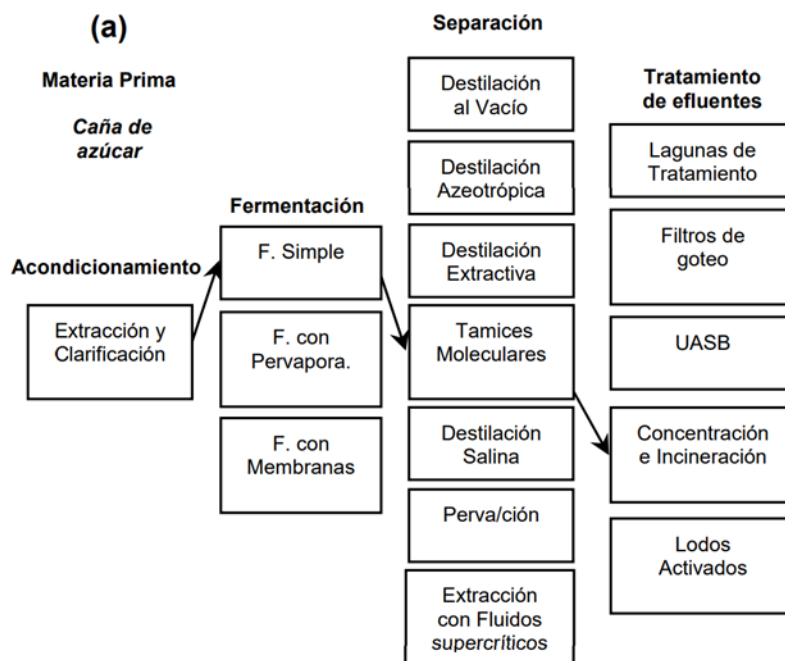 (a)
Materia Prima
Caña de
azúcar
Acondicionamiento
Extracción y
Clarificación
Fermentación
F. Simple
F. con
Pervapora.
F. con
Membranas
Separación
Destilación
al Vacío
Destilación
Azeotrópica
Destilación
Extractiva
Tamices
Moleculares
Destilación
Salina
Perva/ción
Extracción
con Fluidos
supercríticos
Tratamiento
de efluentes
Lagunas de
Tratamiento
Filtros de
goteo
UASB
Concentración
e Incineración
Lodos
Activados